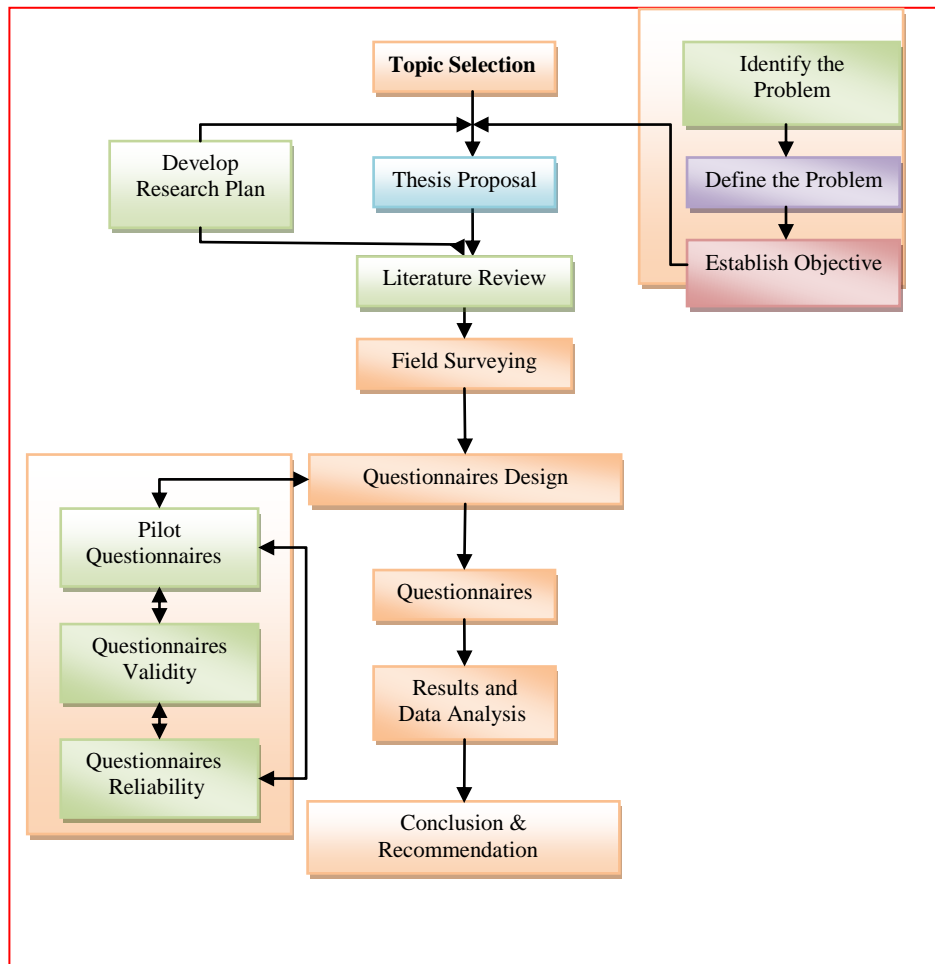 Topic Selection
Identify the
Problem
Develop
Research Plan
Thesis Proposal
Define the Problem
Establish Objective
Literature Review
Field Surveying
Questionnaires Design
Pilot
Questionnaires
Questionnaires
Questionnaires
Validity
Results and
Data Analysis
Questionnaires
Reliability
Conclusion &
Recommendation